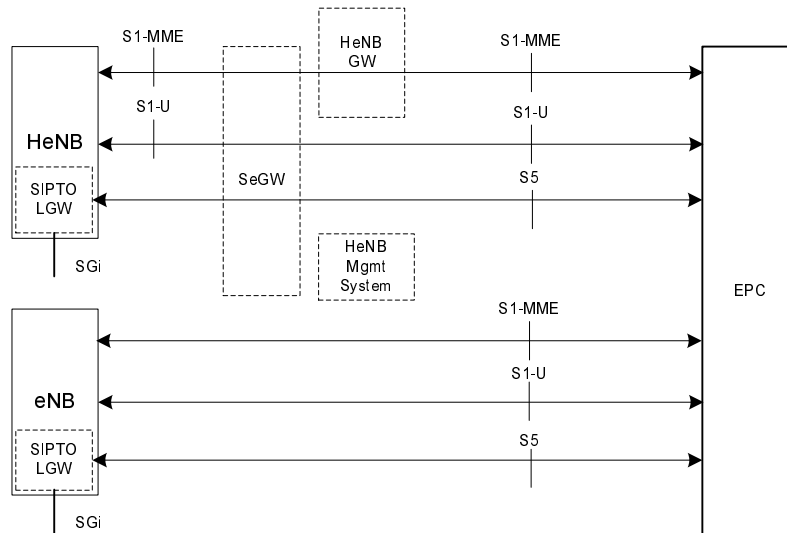 S1-MME
HeNB
GW
S1-MME
S1-U
S1-U
HeNB
SeGW
S5
SIPTO
LGW
SGi
HeNB
Mgmt
System
EPC
S1-MME
S1-U
eNB
S5
SIPTO
LGW
SGi